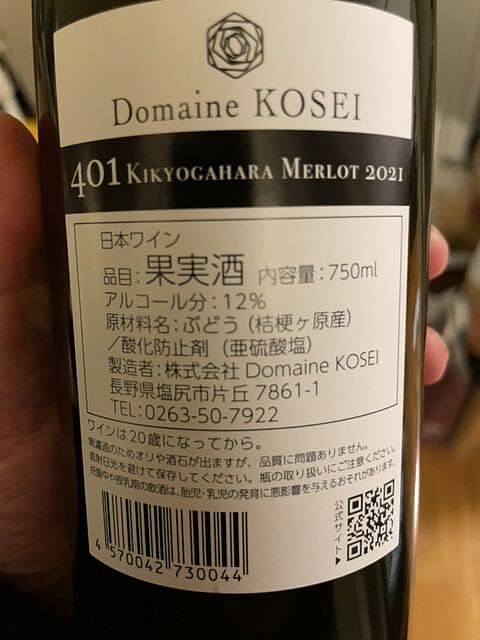 Domaine KOSEI
401 KIKYOGAHARA MERLOT 2021
日本ワイン
品目:果実酒 内容量:750ml
アルコール分:12%
原材料名:ぶどう(桔梗ヶ原産)
/酸化防止剤(亜硫酸塩)
製造者:株式会社 Domaine KOSEI
長野県塩尻市片丘 7861-1
TEL:0263-50-7922
ワインは20歳になってから。
無濾過のためオリや酒石が出ますが、品質に問題ありません。
直射日光を避けて保存してください。瓶の取り扱いにご注意ください。
妊娠中や授乳期の飲酒は、胎児・乳児の発育に悪影響を与えるおそれがあります。
公式サイト▶
4 570042 730044